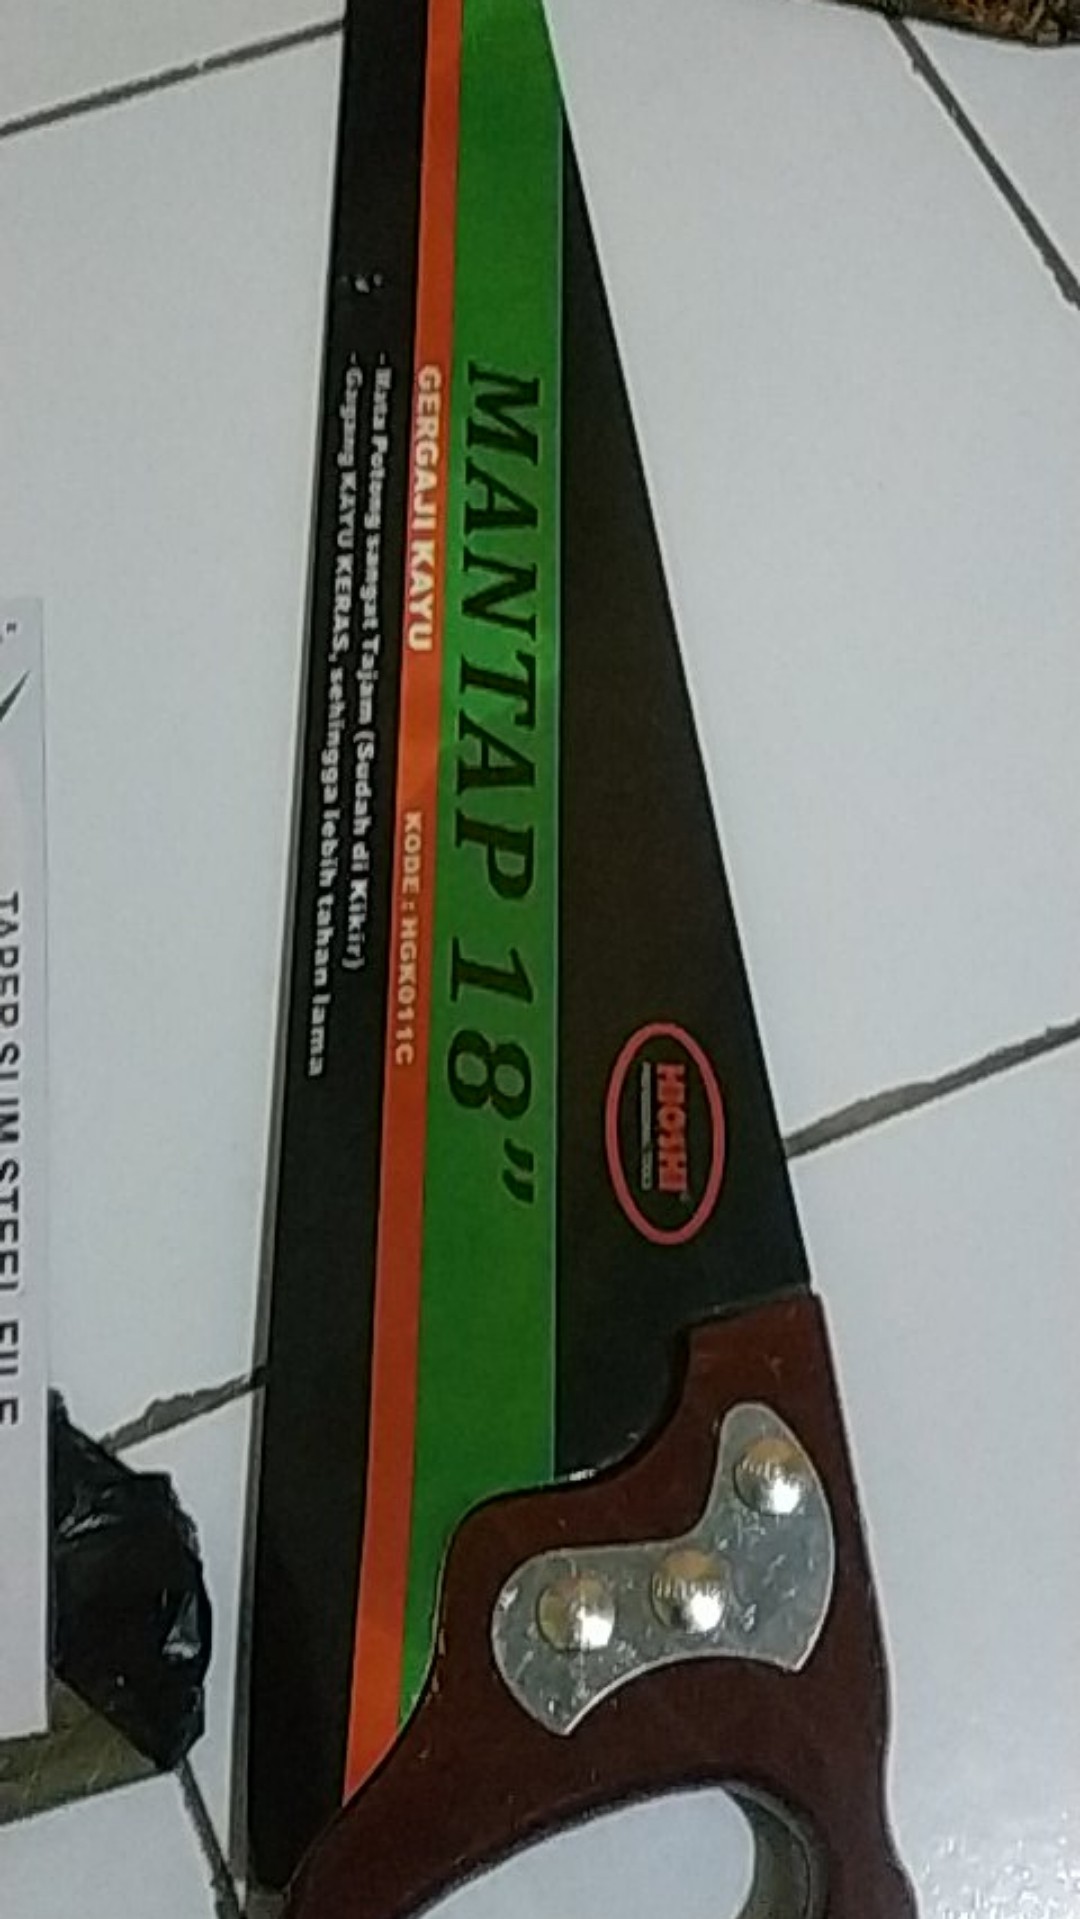 MANTAP 18"
GERGAJI KAYU
KODE : HGK011C
- Mata Potong sangat Tajam (Sudah di Kikir)
- Gagang KAYU KERAS, sehingga lebih tahan lama
TAPER SLIM STEEL FILE